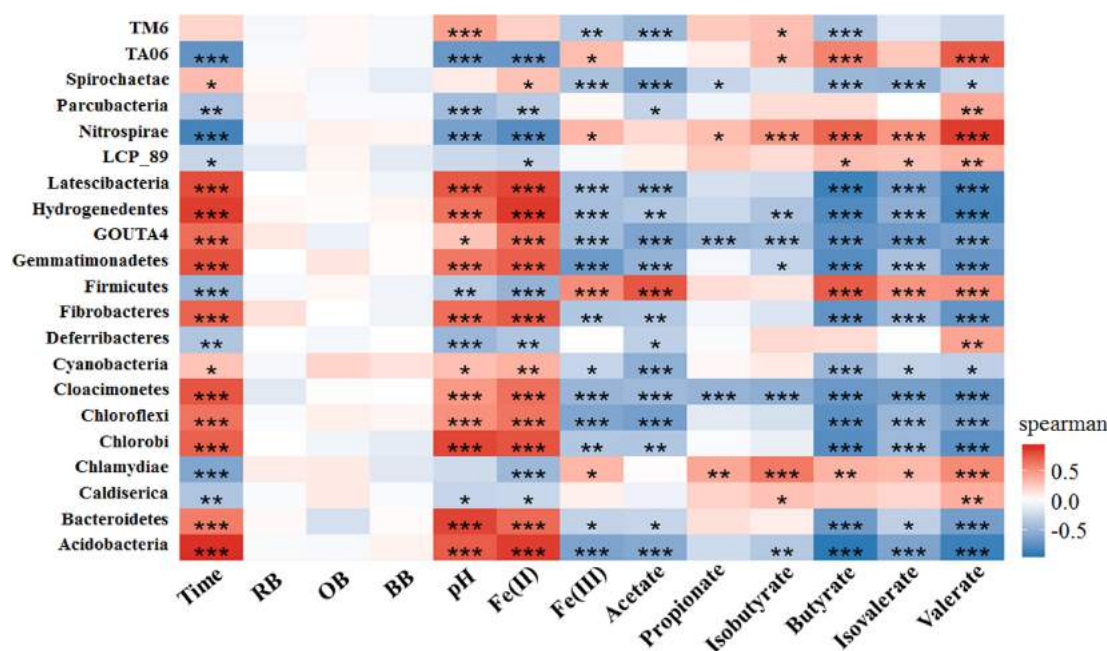 TM6 *** ** *** * ***
TA06 *** *** *** * * *** ***
Spirochaetae * * *** *** * *** *** *
Parcubacteria ** *** ** * **
Nitrospirae *** *** *** * * *** *** *** ***
LCP_89 * * * * **
Latescibacteria *** *** *** *** *** *** *** ***
Hydrogenedentes *** *** *** *** ** ** *** *** ***
GOUTA4 *** * *** *** *** *** *** *** *** ***
Gemmatimonadetes *** *** *** *** *** * *** *** ***
Firmicutes *** ** *** *** *** *** *** ***
Fibrobacteres *** *** *** ** ** *** *** ***
Deferribacteres ** *** ** * **
Cyanobacteria * * ** * *** *** * *
Cloacimonetes *** *** *** *** *** *** *** *** *** ***
Chloroflexi *** *** *** *** *** *** *** ***
Chlorobi *** *** *** ** ** *** *** ***
Chlamydiae *** *** * ** *** ** * ***
Caldiserica ** * * * **
Bacteroidetes *** *** *** * * *** * ***
Acidobacteria *** *** *** *** *** ** *** *** ***
Time RB OB BB pH Fe(II) Fe(III) Acetate Propionate Isobutyrate Butyrate Isovalerate Valerate
spearman
0.5
0.0
-0.5